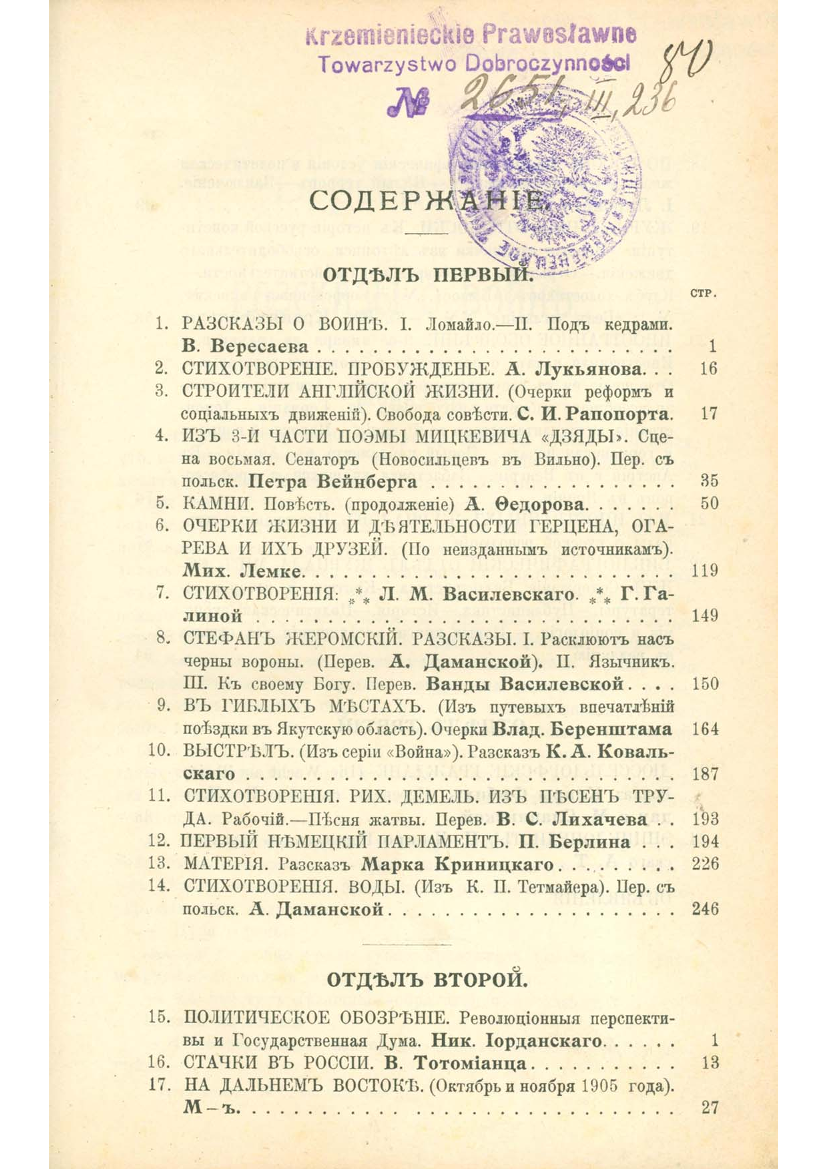 Krzemienieckie Prawosławne
Towarzystwo Dobroczynności
80
№ 2651, III, 236
СОДЕРЖАНІЕ.
ОТДѢЛЪ ПЕРВЫЙ.
СТР.
1. РАЗСКАЗЫ О ВОИНѢ. I. Ломайло.—II. Подъ кедрами.
В. Вересаева . . . . . . . . . . . . . . . . . . . . . . . . . 1
2. СТИХОТВОРЕНІЕ. ПРОБУЖДЕНЬЕ. А. Лукьянова. . . 16
3. СТРОИТЕЛИ АНГЛІЙСКОЙ ЖИЗНИ. (Очерки реформъ и
соціальныхъ движеній). Свобода совѣсти. С. И. Рапопорта. 17
4. ИЗЪ 3-Й ЧАСТИ ПОЭМЫ МИЦКЕВИЧА «ДЗЯДЫ». Сце-
на восьмая. Сенаторъ (Новосильцевъ въ Вильно). Пер. съ
польск. Петра Вейнберга . . . . . . . . . . . . . . . . . . 35
5. КАМНИ. Повѣсть. (продолженіе) А. Ѳедорова. . . . . . . 50
6. ОЧЕРКИ ЖИЗНИ И ДѢЯТЕЛЬНОСТИ ГЕРЦЕНА, ОГА-
РЕВА И ИХЪ ДРУЗЕЙ. (По неизданнымъ источникамъ).
Мих. Лемке. . . . . . . . . . . . . . . . . . . . . . . . . . 119
7. СТИХОТВОРЕНІЯ: *** Л. М. Василевскаго. *** Г. Га-
линой . . . . . . . . . . . . . . . . . . . . . . . . . . . . . 149
8. СТЕФАНЪ ЖЕРОМСКІЙ. РАЗСКАЗЫ. I. Расклюютъ насъ
черны вороны. (Перев. А. Даманской). II. Язычникъ.
III. Къ своему Богу. Перев. Ванды Василевской . . . . 150
9. ВЪ ГИБЛЫХЪ МѢСТАХЪ. (Изъ путевыхъ впечатлѣній
поѣздки въ Якутскую область). Очерки Влад. Беренштама 164
10. ВЫСТРѢЛЪ. (Изъ серіи «Война»). Разсказъ К. А. Коваль-
скаго . . . . . . . . . . . . . . . . . . . . . . . . . . . . . . 187
11. СТИХОТВОРЕНІЯ. РИХ. ДЕМЕЛЬ. ИЗЪ ПѢСЕНЪ ТРУ-
ДА. Рабочій.—Пѣсня жатвы. Перев. В. С. Лихачева . . 193
12. ПЕРВЫЙ НѢМЕЦКІЙ ПАРЛАМЕНТЪ. П. Берлина . . . 194
13. МАТЕРІЯ. Разсказъ Марка Криницкаго . . . . . . . . . 226
14. СТИХОТВОРЕНІЯ. ВОДЫ. (Изъ К. П. Тетмайера). Пер. съ
польск. А. Даманской . . . . . . . . . . . . . . . . . . . . . 246
ОТДѢЛЪ ВТОРОЙ.
15. ПОЛИТИЧЕСКОЕ ОБОЗРѢНІЕ. Революціонныя перспекти-
вы и Государственная Дума. Ник. Іорданскаго. . . . . . 1
16. СТАЧКИ ВЪ РОССІИ. В. Тотоміанца . . . . . . . . . . . 13
17. НА ДАЛЬНЕМЪ ВОСТОКѢ. (Октябрь и ноября 1905 года).
М–ъ. . . . . . . . . . . . . . . . . . . . . . . . . . . . . . . 27